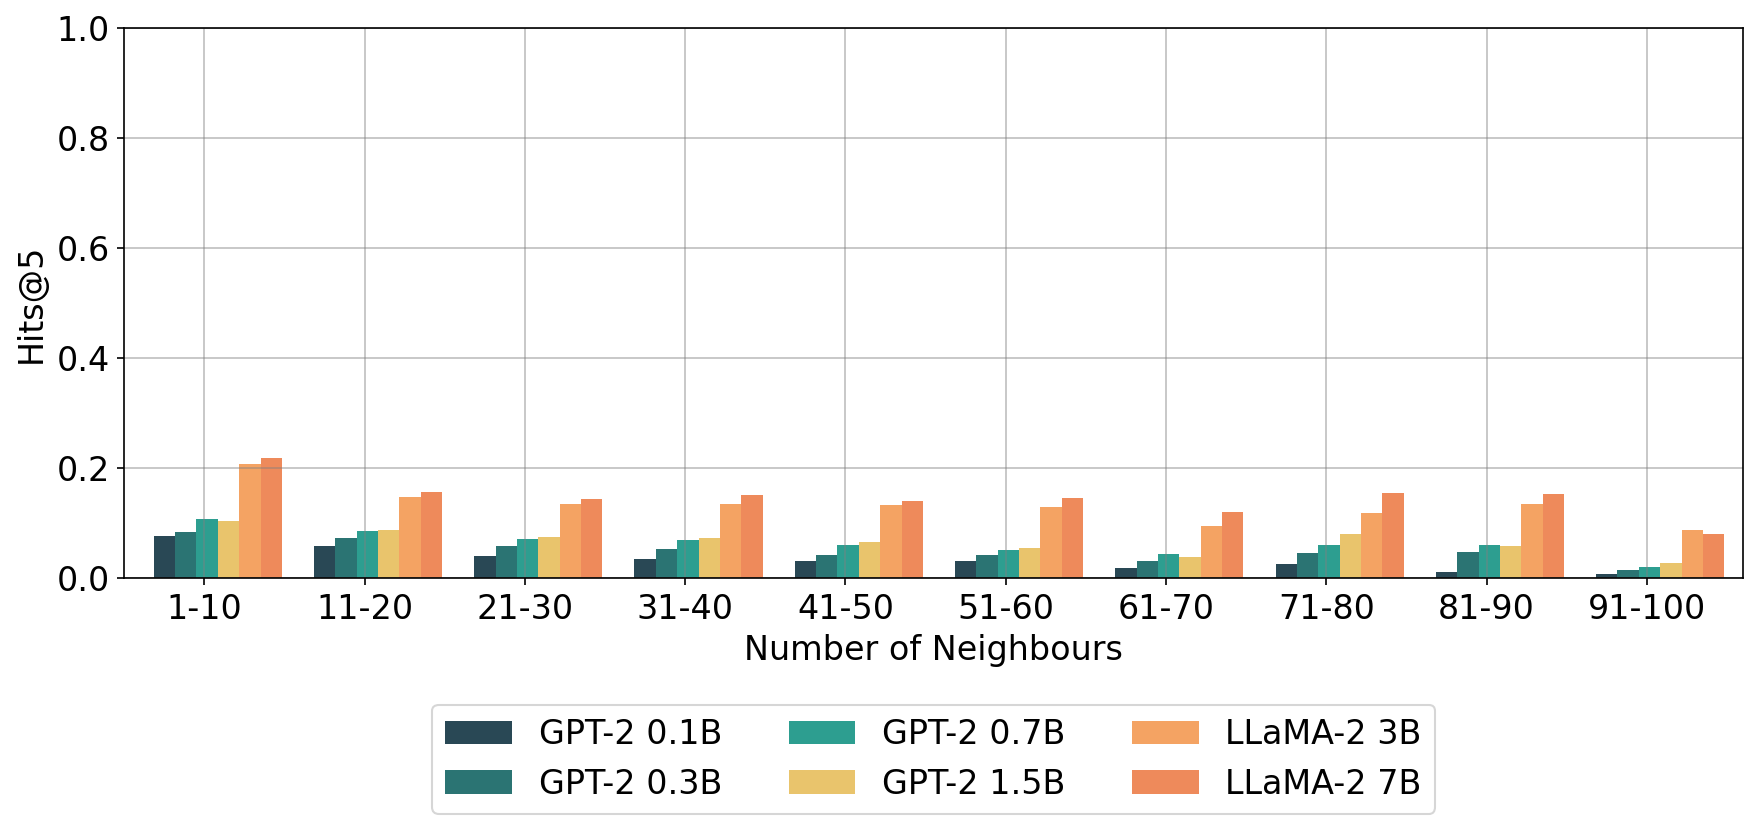 1.0
0.8
0.6
0.4
0.2
0.0
Hits@5
1-10 11-20 21-30 31-40 41-50 51-60 61-70 71-80 81-90 91-100
Number of Neighbours
GPT-2 0.1B GPT-2 0.7B LLaMA-2 3B
GPT-2 0.3B GPT-2 1.5B LLaMA-2 7B